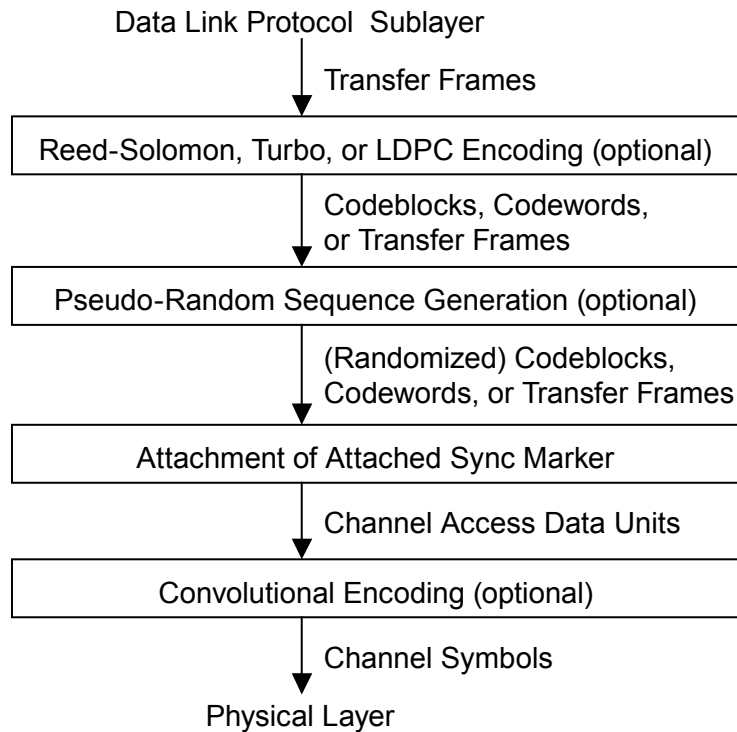 Data Link Protocol Sublayer
Transfer Frames
Reed-Solomon, Turbo, or LDPC Encoding (optional)
Codeblocks, Codewords,
or Transfer Frames
Pseudo-Random Sequence Generation (optional)
(Randomized) Codeblocks,
Codewords, or Transfer Frames
Attachment of Attached Sync Marker
Channel Access Data Units
Convolutional Encoding (optional)
Channel Symbols
Physical Layer